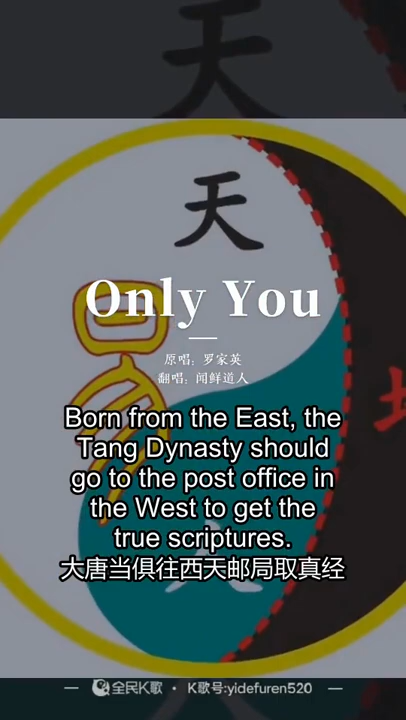 天
天
Only You
原唱：罗家英
翻唱：闻鲜道人
Born from the East, the
Tang Dynasty should
go to the post office in
the West to get the
true scriptures.
大唐当俱往西天邮局取真经
全民K歌 · K歌号:yidefuren520